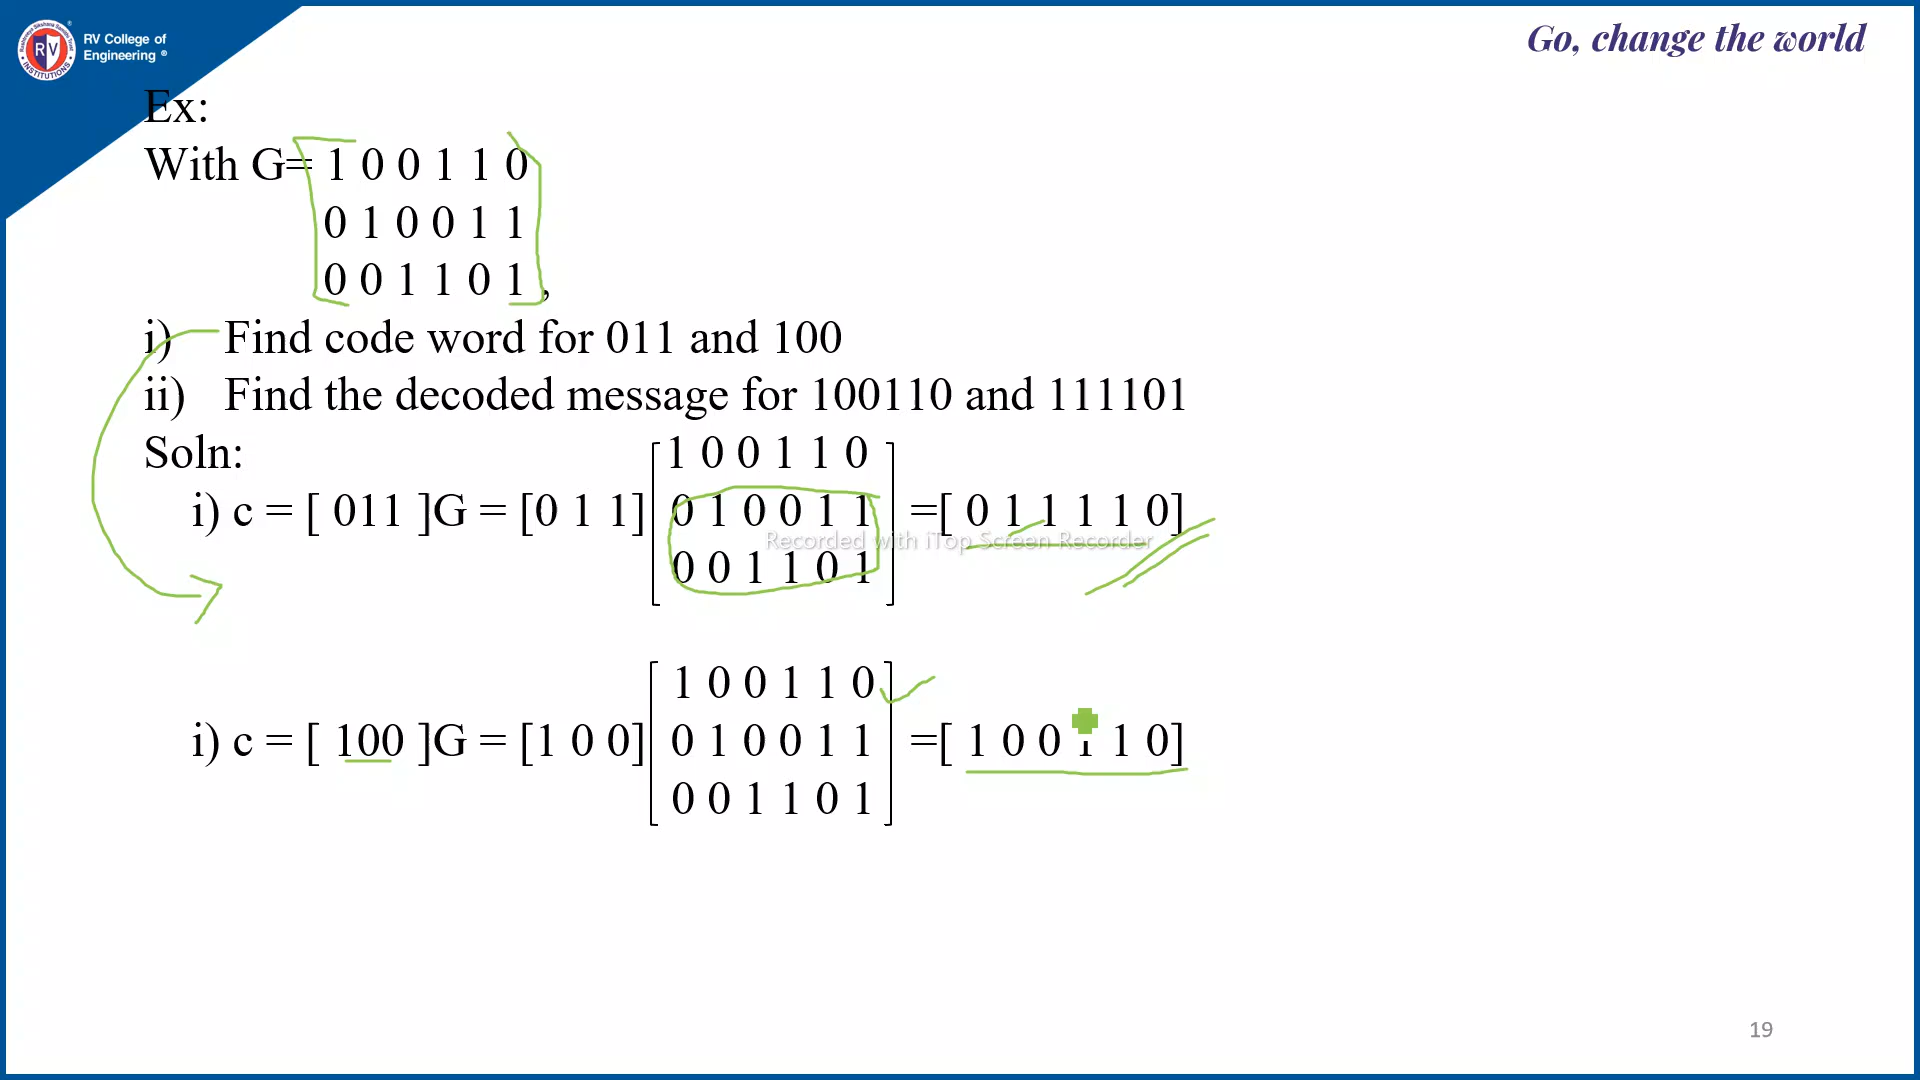 RV College of
Engineering ®
Go, change the world
Ex:
With G= 1 0 0 1 1 0
0 1 0 0 1 1
0 0 1 1 0 1 ,
i) Find code word for 011 and 100
ii) Find the decoded message for 100110 and 111101
Soln:
1 0 0 1 1 0
i) c = [ 011 ]G = [0 1 1] 0 1 0 0 1 1 =[ 0 1 1 1 1 0]
Recorded with iTop Screen Recorder
0 0 1 1 0 1
1 0 0 1 1 0
i) c = [ 100 ]G = [1 0 0] 0 1 0 0 1 1 =[ 1 0 0 1 1 0]
0 0 1 1 0 1
19